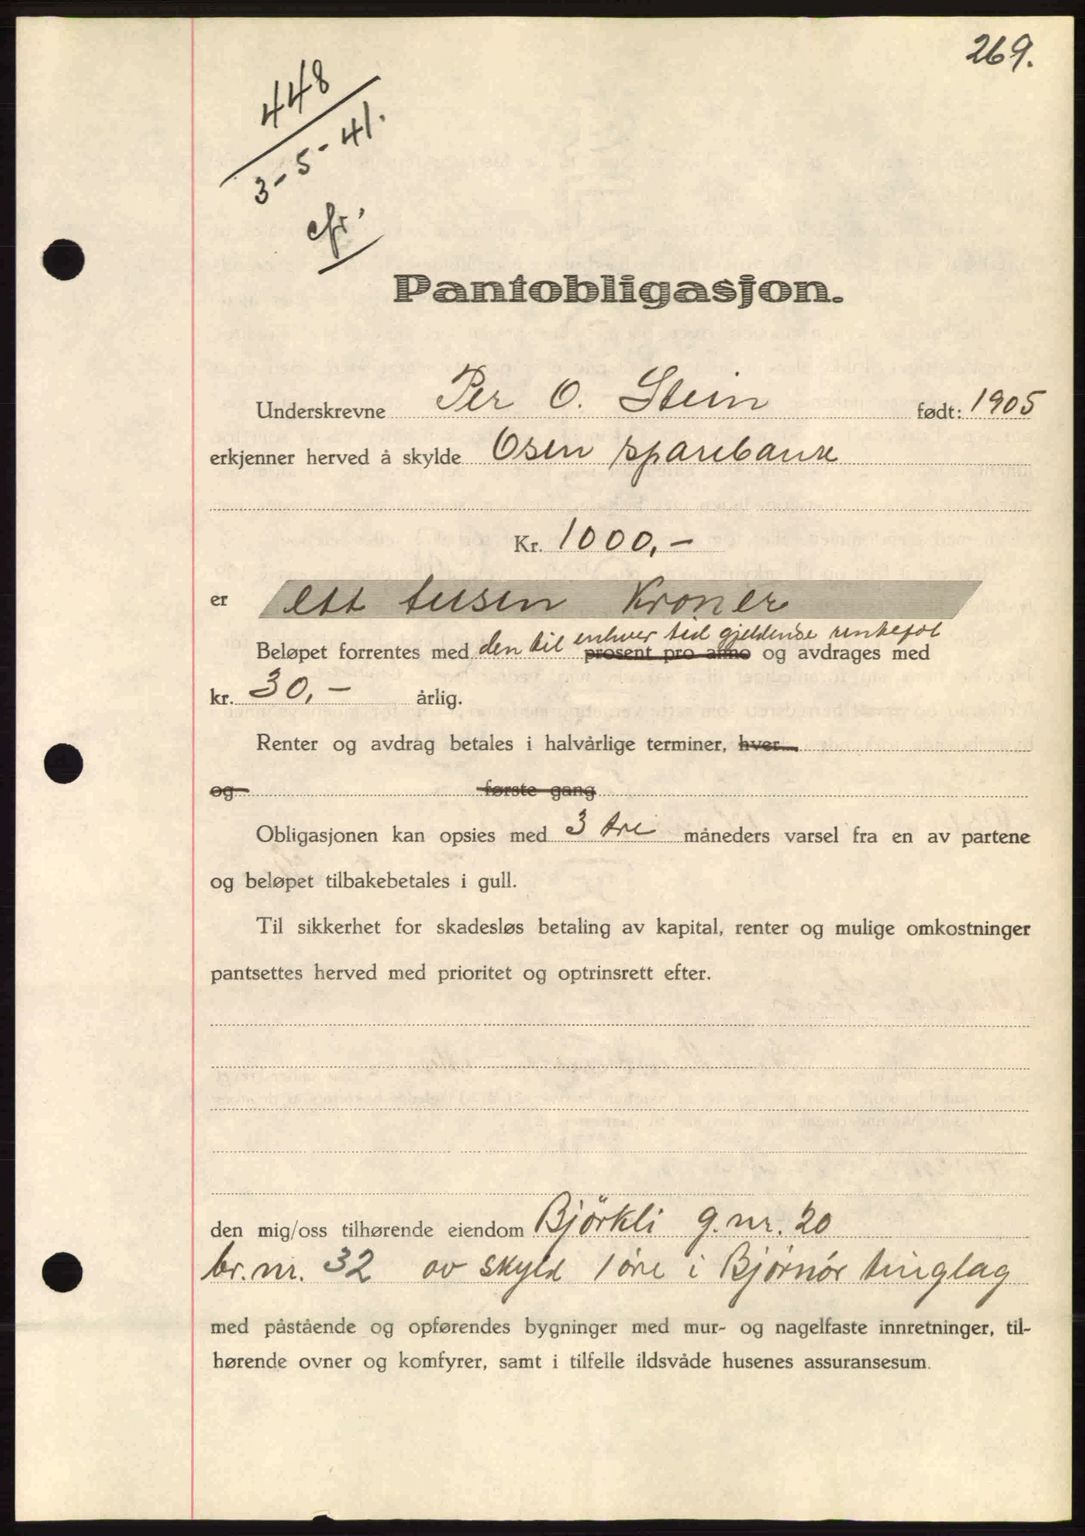 269.
448
3-5-41.
cfr.
Pantobligasjon.
Underskrevne Per O. Stein født: 1905
erkjenner herved å skylde Osen sparebank
Kr. 1000,-
er ett tusen Kroner
Beløpet forrentes med den til enhver tid gjeldende rentefot prosent pro anno og avdrages med
kr. 30,- årlig.
Renter og avdrag betales i halvårlige terminer, hver
og første gang
Obligasjonen kan opsies med 3 tre måneders varsel fra en av partene
og beløpet tilbakebetales i gull.
Til sikkerhet for skadesløs betaling av kapital, renter og mulige omkostninger
pantsettes herved med prioritet og optrinsrett efter.
den mig/oss tilhørende eiendom Björkli g.nr. 20
br.nr. 32 av skyld 1 øre i Bjørnør tinglag
med påstående og opførendes bygninger med mur- og nagelfaste innretninger, til-
hørende ovner og komfyrer, samt i tilfelle ildsvåde husenes assuransesum.